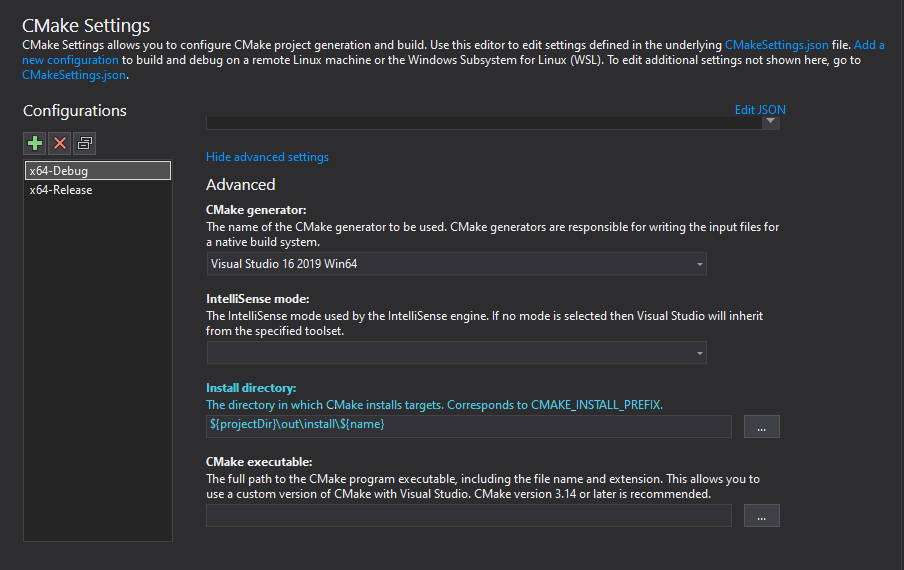 CMake Settings
CMake Settings allows you to configure CMake project generation and build. Use this editor to edit settings defined in the underlying CMakeSettings.json file. Add a
new configuration to build and debug on a remote Linux machine or the Windows Subsystem for Linux (WSL). To edit additional settings not shown here, go to
CMakeSettings.json.
Configurations
Edit JSON
x64-Debug
x64-Release
Hide advanced settings
Advanced
CMake generator:
The name of the CMake generator to be used. CMake generators are responsible for writing the input files for
a native build system.
Visual Studio 16 2019 Win64
IntelliSense mode:
The IntelliSense mode used by the IntelliSense engine. If no mode is selected then Visual Studio will inherit
from the specified toolset.
Install directory:
The directory in which CMake installs targets. Corresponds to CMAKE_INSTALL_PREFIX.
${projectDir}\out\install\${name}
...
CMake executable:
The full path to the CMake program executable, including the file name and extension. This allows you to
use a custom version of CMake with Visual Studio. CMake version 3.14 or later is recommended.
...